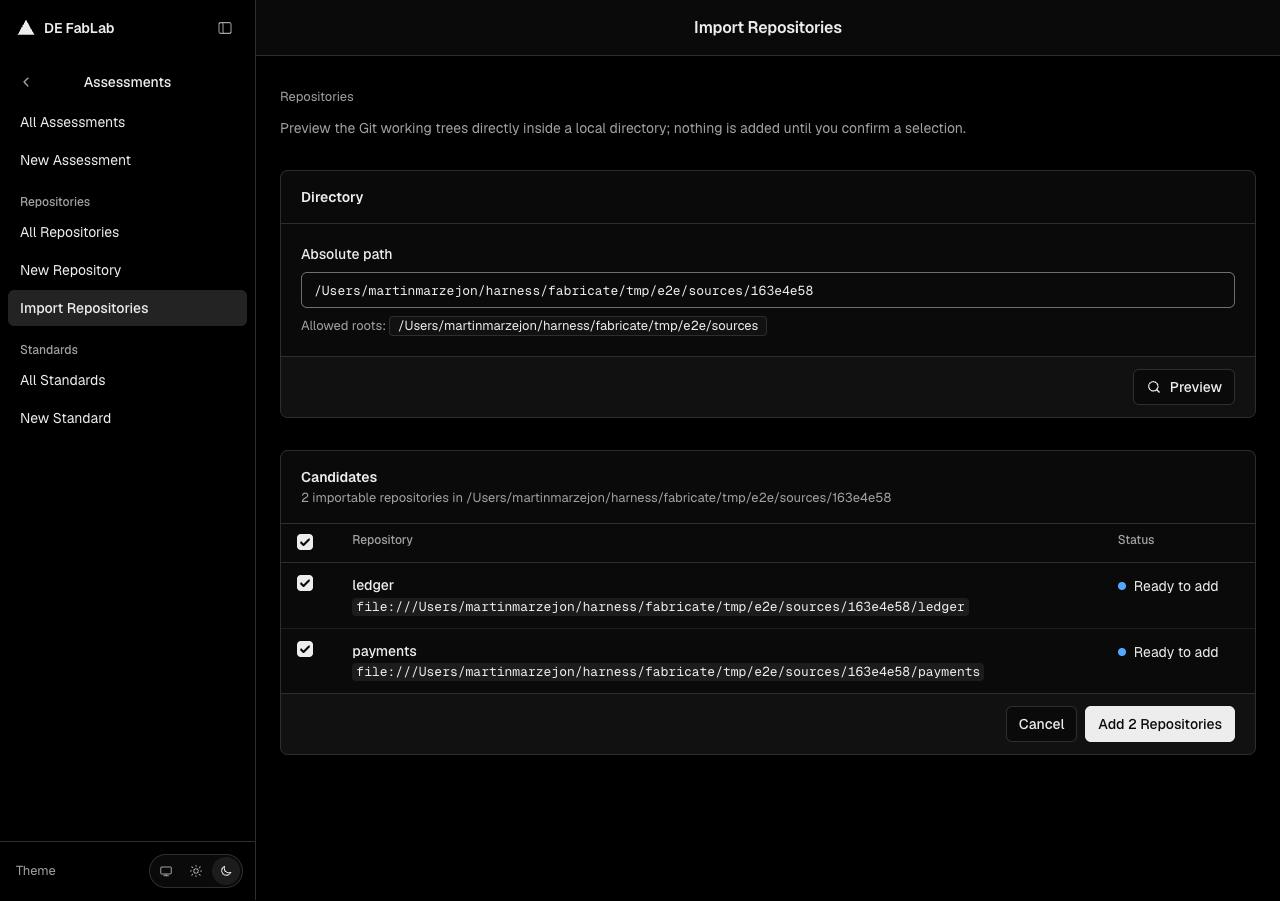 DE FabLab
Assessments
All Assessments
New Assessment
Repositories
All Repositories
New Repository
Import Repositories
Standards
All Standards
New Standard
Theme
Import Repositories
Repositories
Preview the Git working trees directly inside a local directory; nothing is added until you confirm a selection.
Directory
Absolute path
/Users/martinmarzejon/harness/fabricate/tmp/e2e/sources/163e4e58
Allowed roots: /Users/martinmarzejon/harness/fabricate/tmp/e2e/sources
Preview
Candidates
2 importable repositories in /Users/martinmarzejon/harness/fabricate/tmp/e2e/sources/163e4e58
Repository Status
ledger Ready to add
file:///Users/martinmarzejon/harness/fabricate/tmp/e2e/sources/163e4e58/ledger
payments Ready to add
file:///Users/martinmarzejon/harness/fabricate/tmp/e2e/sources/163e4e58/payments
Cancel Add 2 Repositories